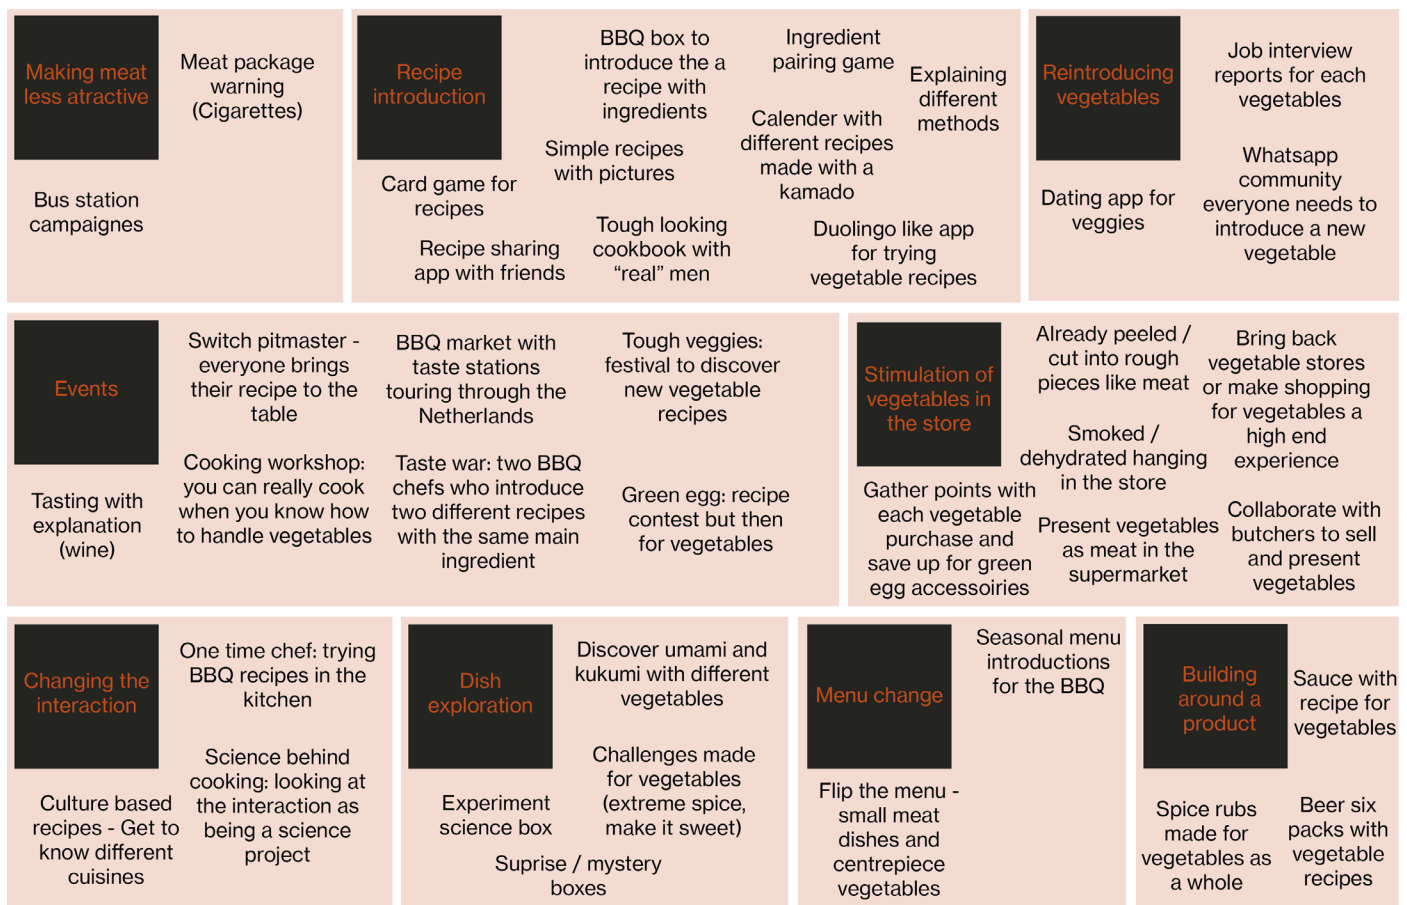 Making meat
less atractive
Meat package
warning
(Cigarettes)
Bus station
campaignes
Recipe
introduction
BBQ box to
introduce the a
recipe with
ingredients
Ingredient
pairing game
Explaining
different
methods
Simple recipes
with pictures
Calender with
different recipes
made with a
kamado
Card game for
recipes
Recipe sharing
app with friends
Tough looking
cookbook with
“real” men
Duolingo like app
for trying
vegetable recipes
Reintroducing
vegetables
Job interview
reports for each
vegetables
Dating app for
veggies
Whatsapp
community
everyone needs to
introduce a new
vegetable
Events
Switch pitmaster -
everyone brings
their recipe to the
table
BBQ market with
taste stations
touring through the
Netherlands
Tough veggies:
festival to discover
new vegetable
recipes
Tasting with
explanation
(wine)
Cooking workshop:
you can really cook
when you know how
to handle vegetables
Taste war: two BBQ
chefs who introduce
two different recipes
with the same main
ingredient
Green egg: recipe
contest but then
for vegetables
Stimulation of
vegetables in
the store
Already peeled /
cut into rough
pieces like meat
Bring back
vegetable stores
or make shopping
for vegetables a
high end
experience
Smoked /
dehydrated hanging
in the store
Gather points with
each vegetable
purchase and
save up for green
egg accessoiries
Present vegetables
as meat in the
supermarket
Collaborate with
butchers to sell
and present
vegetables
Changing the
interaction
One time chef: trying
BBQ recipes in the
kitchen
Culture based
recipes - Get to
know different
cuisines
Science behind
cooking: looking at
the interaction as
being a science
project
Dish
exploration
Discover umami and
kukumi with different
vegetables
Experiment
science box
Challenges made
for vegetables
(extreme spice,
make it sweet)
Suprise / mystery
boxes
Menu change
Seasonal menu
introductions
for the BBQ
Flip the menu -
small meat
dishes and
centrepiece
vegetables
Building
around a
product
Sauce with
recipe for
vegetables
Spice rubs
made for
vegetables as
a whole
Beer six
packs with
vegetable
recipes